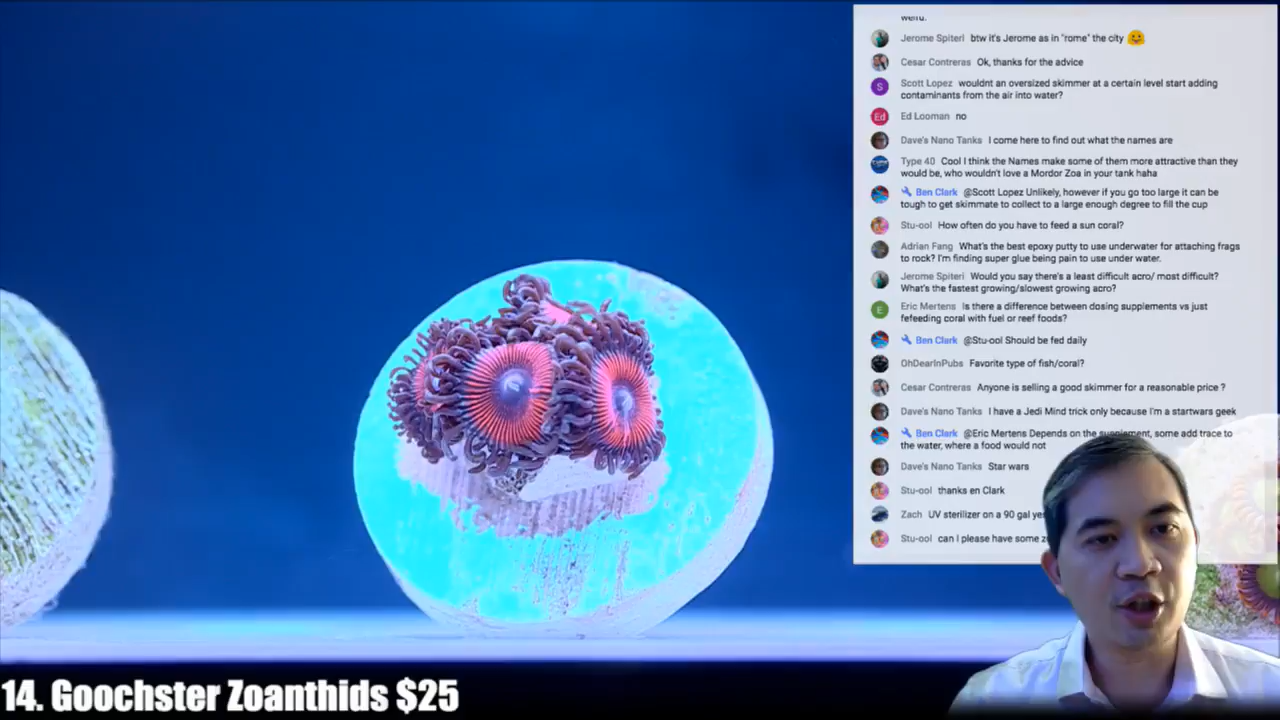 Jerome Spiteri btw it's Jerome as in "rome" the city
Cesar Contreras Ok, thanks for the advice
S Scott Lopez wouldnt an oversized skimmer at a certain level start adding
contaminants from the air into water?
Ed Ed Looman no
Dave's Nano Tanks I come here to find out what the names are
Type 40 Cool I think the Names make some of them more attractive than they
would be, who wouldn't love a Mordor Zoa in your tank haha
Ben Clark @Scott Lopez Unlikely, however if you go too large it can be
tough to get skimmate to collect to a large enough degree to fill the cup
Stu-ool How often do you have to feed a sun coral?
Adrian Fang What's the best epoxy putty to use underwater for attaching frags
to rock? I'm finding super glue being pain to use under water.
Jerome Spiteri Would you say there's a least difficult acro/ most difficult?
What's the fastest growing/slowest growing acro?
E Eric Mertens Is there a difference between dosing supplements vs just
fefeeding coral with fuel or reef foods?
Ben Clark @Stu-ool Should be fed daily
OhDearInPubs Favorite type of fish/coral?
Cesar Contreras Anyone is selling a good skimmer for a reasonable price ?
Dave's Nano Tanks I have a Jedi Mind trick only because I'm a startwars geek
Ben Clark @Eric Mertens Depends on the supplement, some add trace to
the water, where a food would not
Dave's Nano Tanks Star wars
Stu-ool thanks en Clark
Zach UV sterilizer on a 90 gal
Stu-ool can I please have some
14. Goochster Zoanthids $25